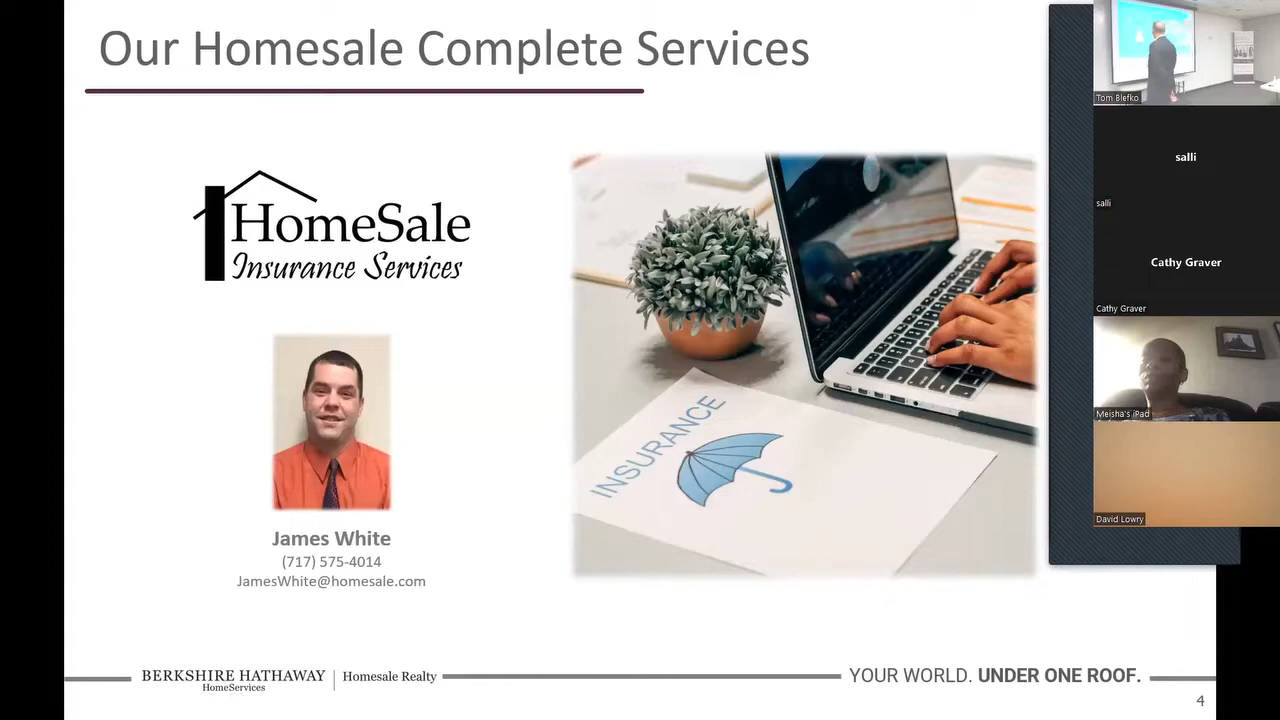 Our Homesale Complete Services
HomeSale
Insurance Services
INSURANCE
James White
(717) 575-4014
JamesWhite@homesale.com
BERKSHIRE HATHAWAY
HomeServices
Homesale Realty
YOUR WORLD. UNDER ONE ROOF.
4
Tom Blefko
salli
salli
Cathy Graver
Cathy Graver
Meisha's iPad
David Lowry